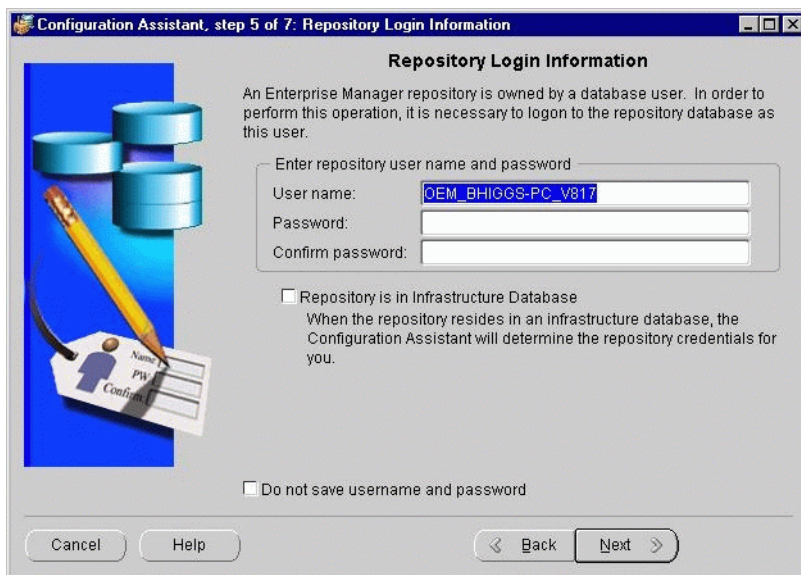 Configuration Assistant, step 5 of 7: Repository Login Information
Repository Login Information
An Enterprise Manager repository is owned by a database user. In order to
perform this operation, it is necessary to logon to the repository database as
this user.
Enter repository user name and password
User name:
OEM_BHIGGS-PC_V817
Password:
Confirm password:
Repository is in Infrastructure Database
When the repository resides in an infrastructure database, the
Configuration Assistant will determine the repository credentials for
you.
Name
PW
Confirm
Do not save username and password
Cancel
Help
Back
Next